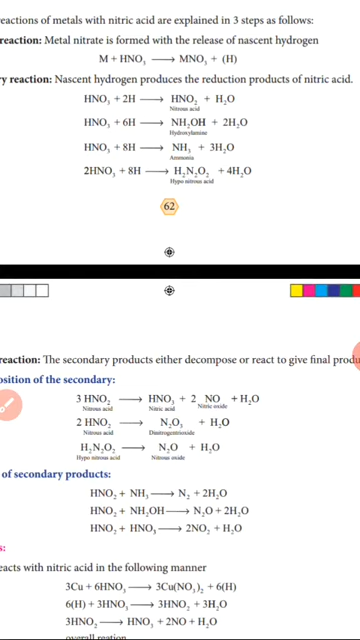 eactions of metals with nitric acid are explained in 3 steps as follows:
reaction: Metal nitrate is formed with the release of nascent hydrogen
M + HNO₃ ⟶ MNO₃ + (H)
ry reaction: Nascent hydrogen produces the reduction products of nitric acid.
HNO₃ + 2H ⟶ HNO₂ + H₂O
Nitrous acid
HNO₃ + 6H ⟶ NH₂OH + 2H₂O
Hydroxylamine
HNO₃ + 8H ⟶ NH₃ + 3H₂O
Ammonia
2HNO₃ + 8H ⟶ H₂N₂O₂ + 4H₂O
Hypo nitrous acid
62
reaction: The secondary products either decompose or react to give final produ
osition of the secondary:
3 HNO₂ ⟶ HNO₃ + 2 NO + H₂O
Nitrous acid Nitric acid Nitric oxide
2 HNO₂ ⟶ N₂O₃ + H₂O
Nitrous acid Dinitrogentrioxide
H₂N₂O₂ ⟶ N₂O + H₂O
Hypo nitrous acid Nitrous oxide
of secondary products:
HNO₂ + NH₃ ⟶ N₂ + 2H₂O
HNO₂ + NH₂OH ⟶ N₂O + 2H₂O
HNO₂ + HNO₃ ⟶ 2NO₂ + H₂O
s:
eacts with nitric acid in the following manner
3Cu + 6HNO₃ ⟶ 3Cu(NO₃)₂ + 6(H)
6(H) + 3HNO₃ ⟶ 3HNO₂ + 3H₂O
3HNO₂ ⟶ HNO₃ + 2NO + H₂O
overall reation